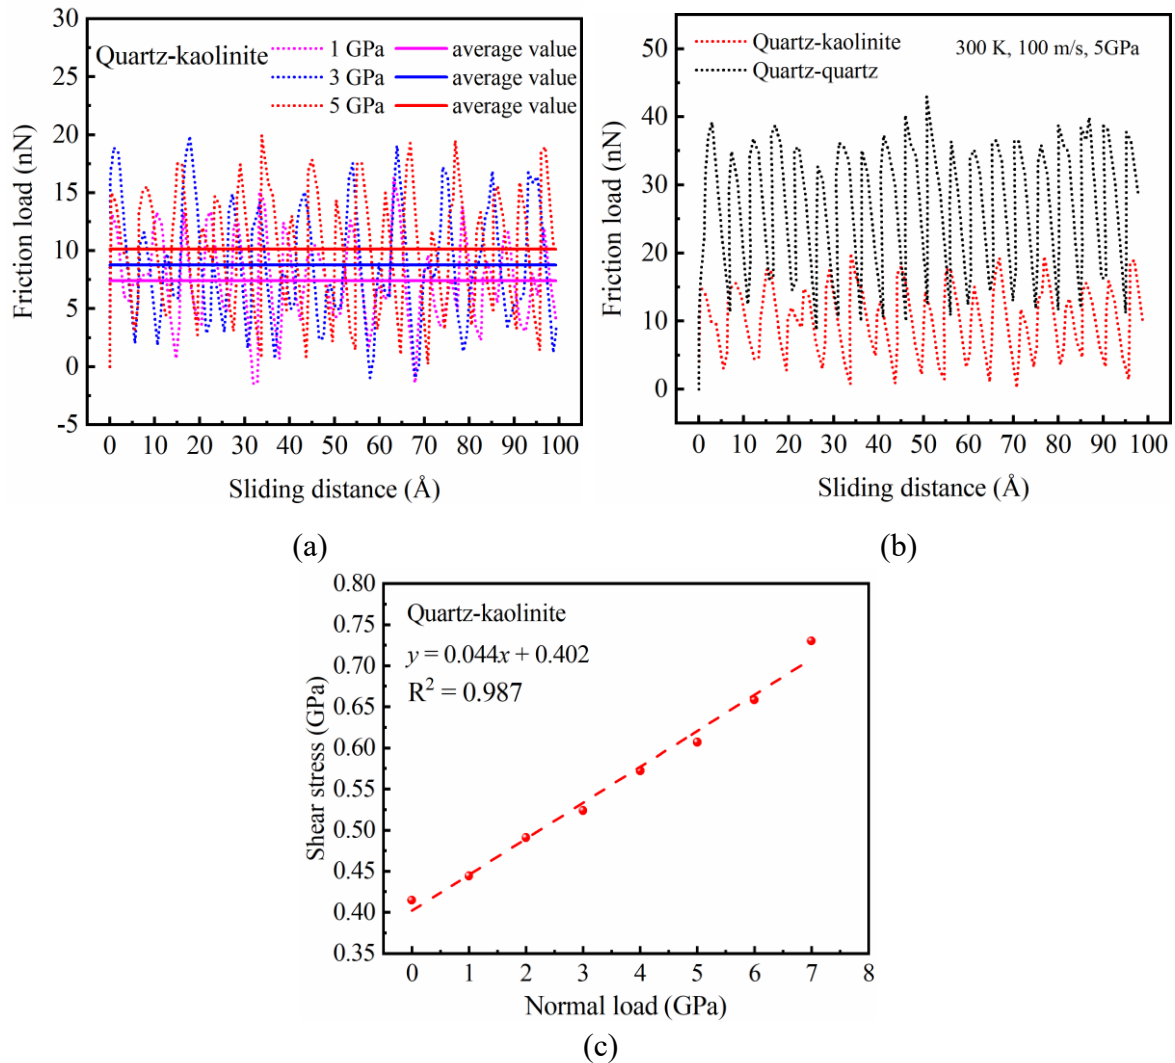 30
25
20
15
10
5
0
-5
Friction load (nN)
Quartz-kaolinite
1 GPa
average value
3 GPa
average value
5 GPa
average value
0 10 20 30 40 50 60 70 80 90 100
Sliding distance (Å)
(a)
50
40
30
20
10
0
Friction load (nN)
Quartz-kaolinite
Quartz-quartz
300 K, 100 m/s, 5GPa
0 10 20 30 40 50 60 70 80 90 100
Sliding distance (Å)
(b)
0.80
0.75
0.70
0.65
0.60
0.55
0.50
0.45
0.40
0.35
Shear stress (GPa)
Quartz-kaolinite
y = 0.044x + 0.402
R² = 0.987
0 1 2 3 4 5 6 7 8
Normal load (GPa)
(c)